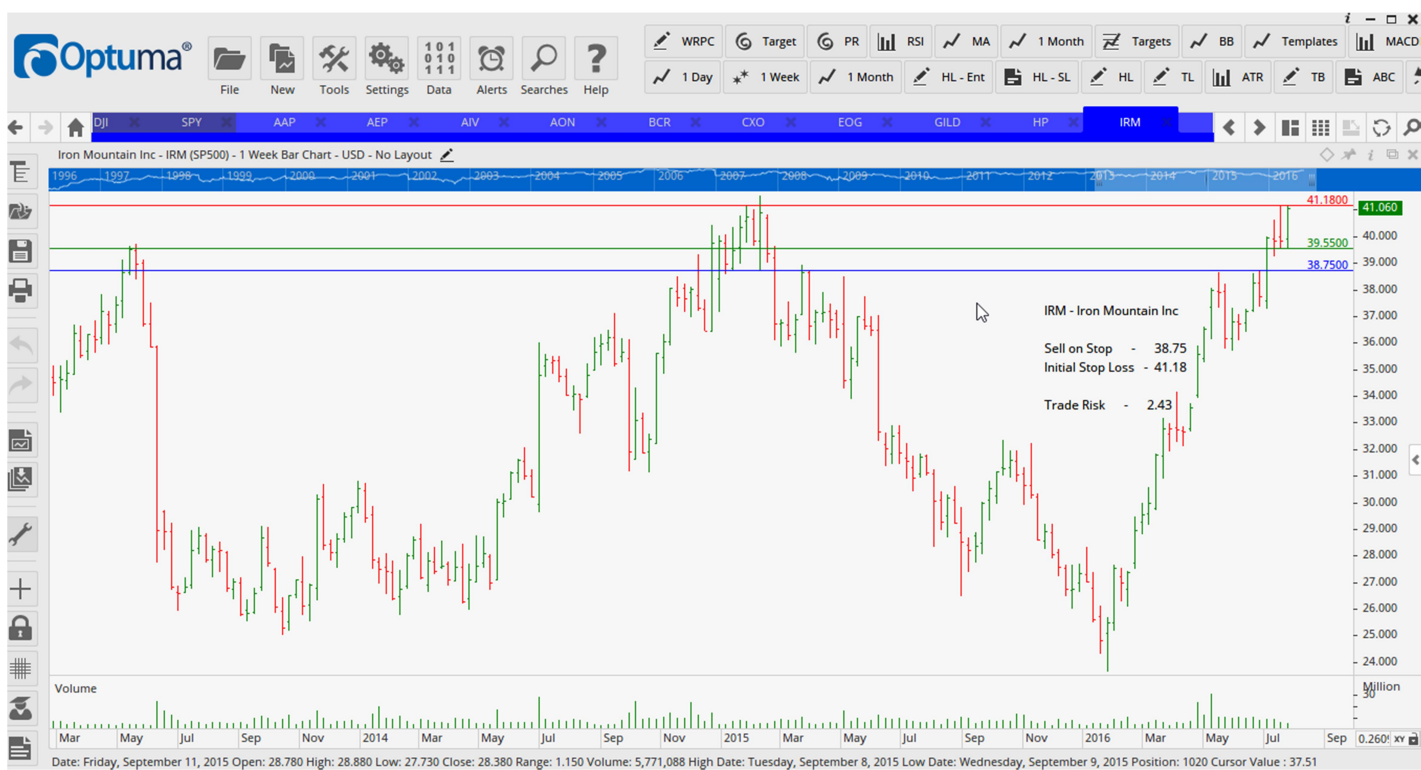 Optuma®
File New Tools Settings Data Alerts Searches Help
WRPC Target PR RSI MA 1 Month Targets BB Templates MACD
1 Day 1 Week 1 Month HL - Ent HL - SL HL TL ATR TB ABC
DJI SPY AAP AEP AIV AON BCR CXO EOG GILD HP IRM
Iron Mountain Inc - IRM (SP500) - 1 Week Bar Chart - USD - No Layout
1996 1997 1998 1999 2000 2001 2002 2003 2004 2005 2006 2007 2008 2009 2010 2011 2012 2013 2014 2015 2016
41.1800
41.060
40.000
39.5500
39.000
38.7500
38.000
IRM - Iron Mountain Inc
37.000
36.000
Sell on Stop - 38.75
Initial Stop Loss - 41.18
35.000
34.000
Trade Risk - 2.43
33.000
32.000
31.000
30.000
29.000
28.000
27.000
26.000
25.000
24.000
Volume
Million
30
Mar May Jul Sep Nov 2014 Mar May Jul Sep Nov 2015 Mar May Jul Sep Nov 2016 Mar May Jul Sep XY
Date: Friday, September 11, 2015 Open: 28.780 High: 28.880 Low: 27.730 Close: 28.380 Range: 1.150 Volume: 5,771,088 High Date: Tuesday, September 8, 2015 Low Date: Wednesday, September 9, 2015 Position: 1020 Cursor Value : 37.51